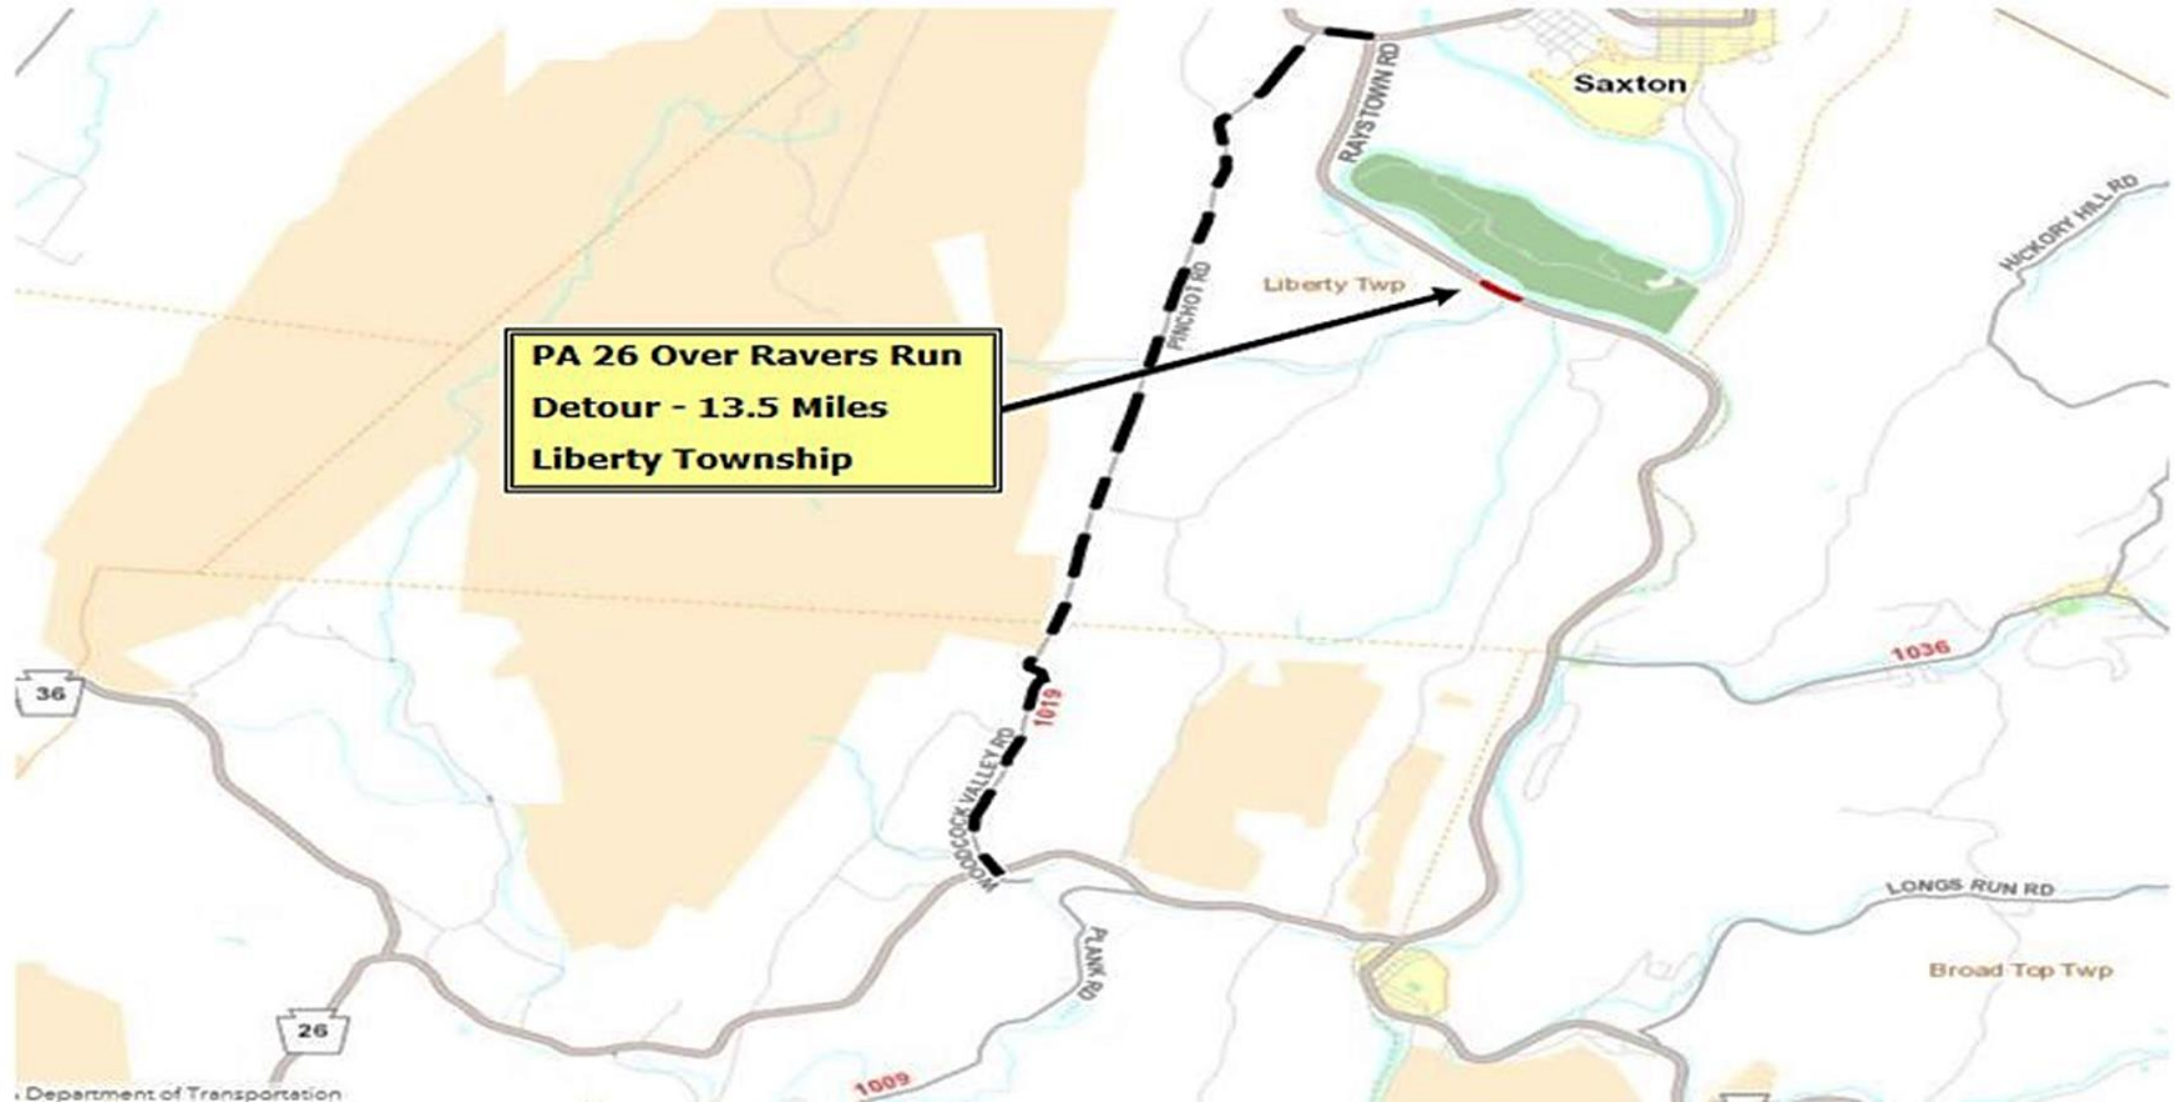 Saxton
RAYSTOWN RD
HICKORY HILL RD
Liberty Twp
PINCHOT RD
PA 26 Over Ravers Run
Detour - 13.5 Miles
Liberty Township
1036
36
1019
WOODCOCK VALLEY RD
LONGS RUN RD
PLANK RD
Broad Top Twp
26
1009
Department of Transportation